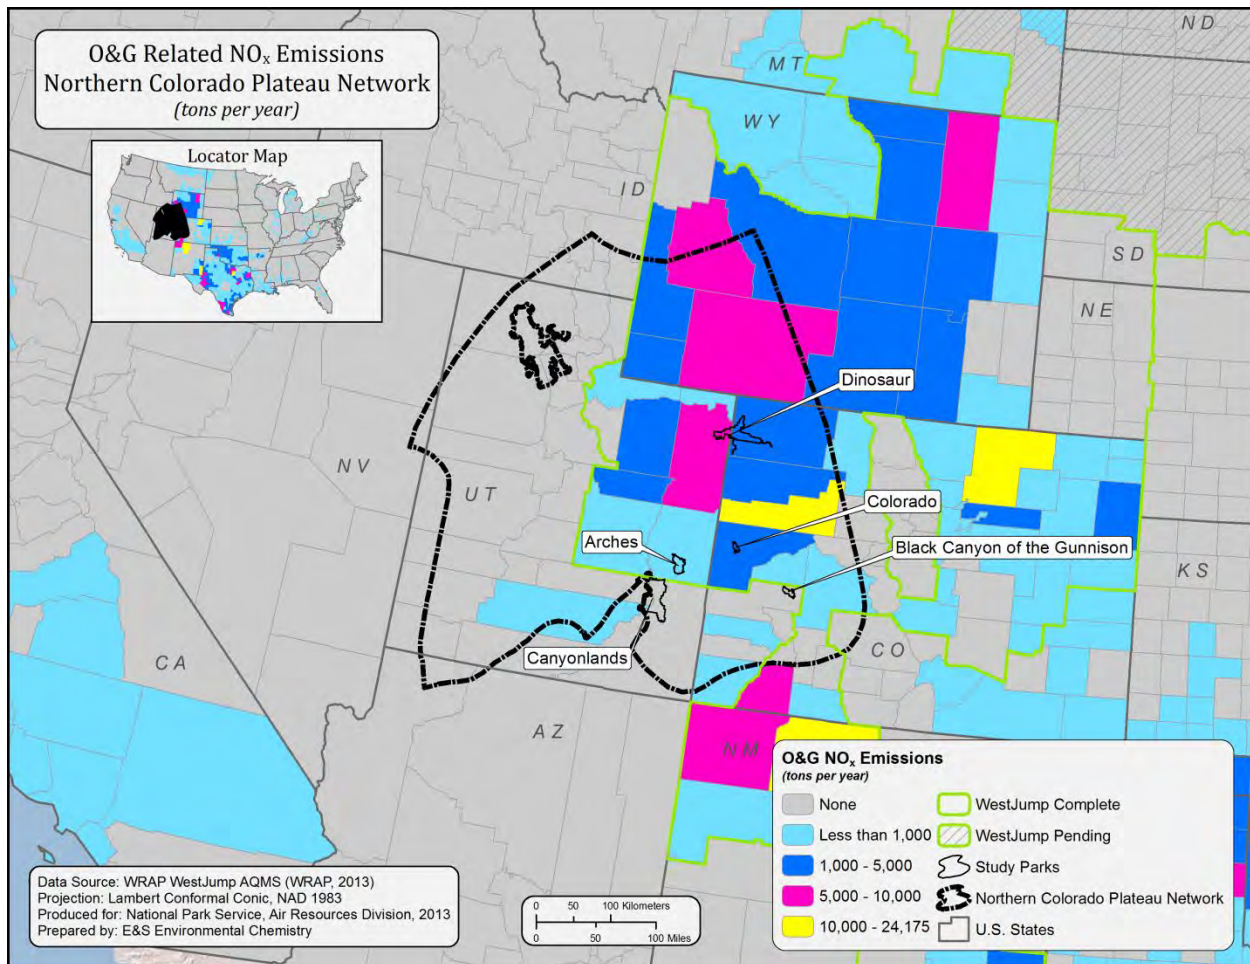 O&G Related NOx Emissions
Northern Colorado Plateau Network
(tons per year)
Locator Map
ND
MT
WY
ID
SD
NE
Dinosaur
NV
UT
Colorado
Arches
Black Canyon of the Gunnison
KS
CA
Canyonlands
CO
AZ
NM
O&G NOx Emissions
(tons per year)
None
Less than 1,000
1,000 - 5,000
5,000 - 10,000
10,000 - 24,175
WestJump Complete
WestJump Pending
Study Parks
Northern Colorado Plateau Network
U.S. States
Data Source: WRAP WestJump AQMS (WRAP, 2013)
Projection: Lambert Conformal Conic, NAD 1983
Produced for: National Park Service, Air Resources Division, 2013
Prepared by: E&S Environmental Chemistry
0 50 100 Kilometers
0 50 100 Miles